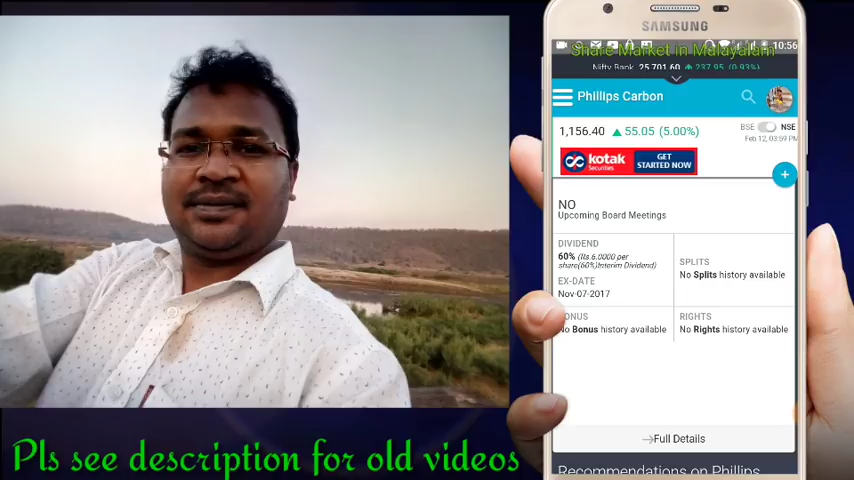 SAMSUNG
10:56
Share Market in Malayalam
Nifty Bank 25,701.60 237.95 (0.93%)
Phillips Carbon
1,156.40 55.05 (5.00%)
BSE NSE
Feb 12, 03:59 PM
kotak Securities GET STARTED NOW
+
NO
Upcoming Board Meetings
DIVIDEND
60% (Rs.6.0000 per
share(60%)Interim Dividend)
EX-DATE
Nov-07-2017
SPLITS
No Splits history available
BONUS
No Bonus history available
RIGHTS
No Rights history available
Full Details
Recommendations on Phillips
Pls see description for old videos